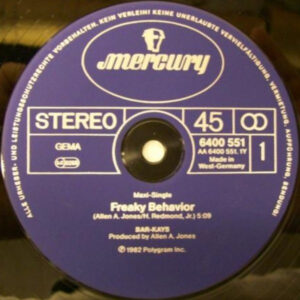 ALLE URHEBER- UND LEISTUNGSSCHUTZRECHTE VORBEHALTEN. KEIN VERLEIH! KEINE UNERLAUBTE VERVIELFÄLTIGUNG, VERMIETUNG, AUFFÜHRUNG, SENDUNG!
mercury
STEREO
45
GEMA
6400 551
AA 6400 551. 1Y
Made in
West-Germany
1
Maxi-Single
Freaky Behavior
(Allen A. Jones/H. Redmond, Jr.) 5:09
BAR-KAYS
Produced by Allen A. Jones
℗ 1982 Polygram Inc.